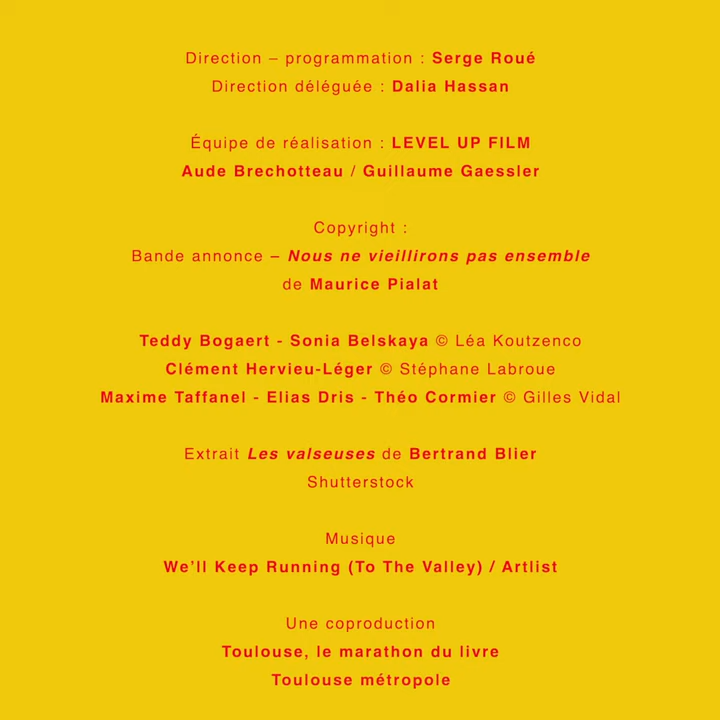 Direction – programmation : Serge Roué
Direction déléguée : Dalia Hassan
Équipe de réalisation : LEVEL UP FILM
Aude Brechotteau / Guillaume Gaessler
Copyright :
Bande annonce – Nous ne vieillirons pas ensemble
de Maurice Pialat
Teddy Bogaert - Sonia Belskaya © Léa Koutzenco
Clément Hervieu-Léger © Stéphane Labroue
Maxime Taffanel - Elias Dris - Théo Cormier © Gilles Vidal
Extrait Les valseuses de Bertrand Blier
Shutterstock
Musique
We’ll Keep Running (To The Valley) / Artlist
Une coproduction
Toulouse, le marathon du livre
Toulouse métropole